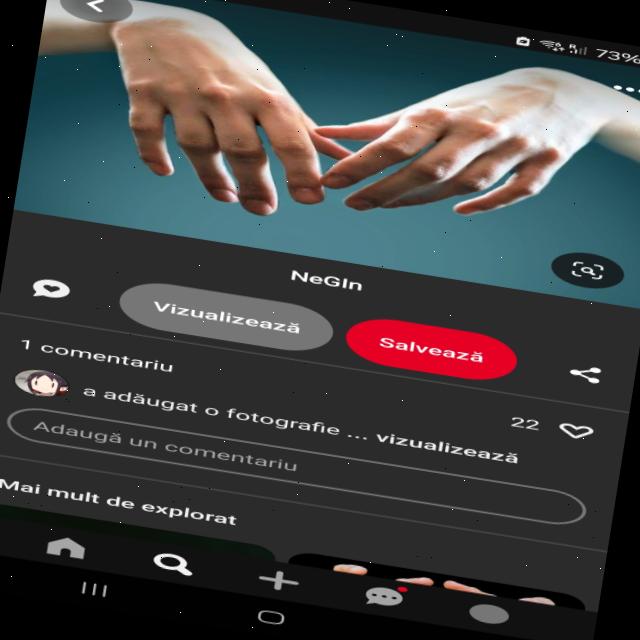 73%
NeGIn
Vizualizează
Salvează
1 comentariu
22
a adăugat o fotografie ... vizualizează
Adaugă un comentariu
Mai mult de explorat